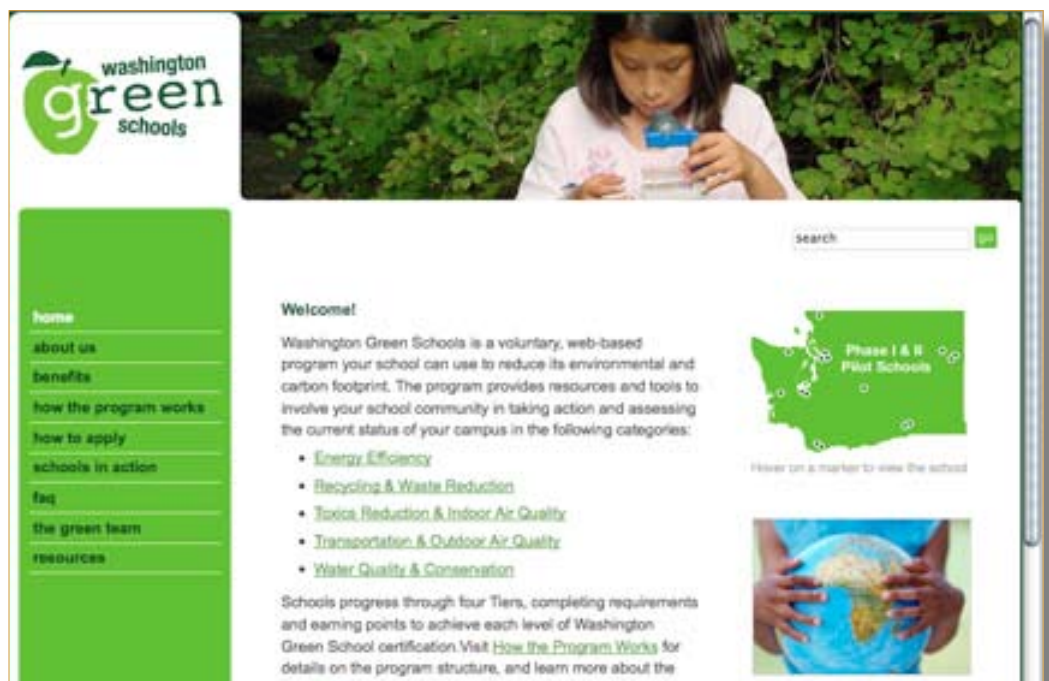 washington
green
schools
search
go
home
about us
benefits
how the program works
how to apply
schools in action
faq
the green team
resources
Welcome!
Washington Green Schools is a voluntary, web-based
program your school can use to reduce its environmental and
carbon footprint. The program provides resources and tools to
involve your school community in taking action and assessing
the current status of your campus in the following categories:
• Energy Efficiency
• Recycling & Waste Reduction
• Toxics Reduction & Indoor Air Quality
• Transportation & Outdoor Air Quality
• Water Quality & Conservation
Schools progress through four Tiers, completing requirements
and earning points to achieve each level of Washington
Green School certification.Visit How the Program Works for
details on the program structure, and learn more about the
Phase I & II
Pilot Schools
Hover on a marker to view the school